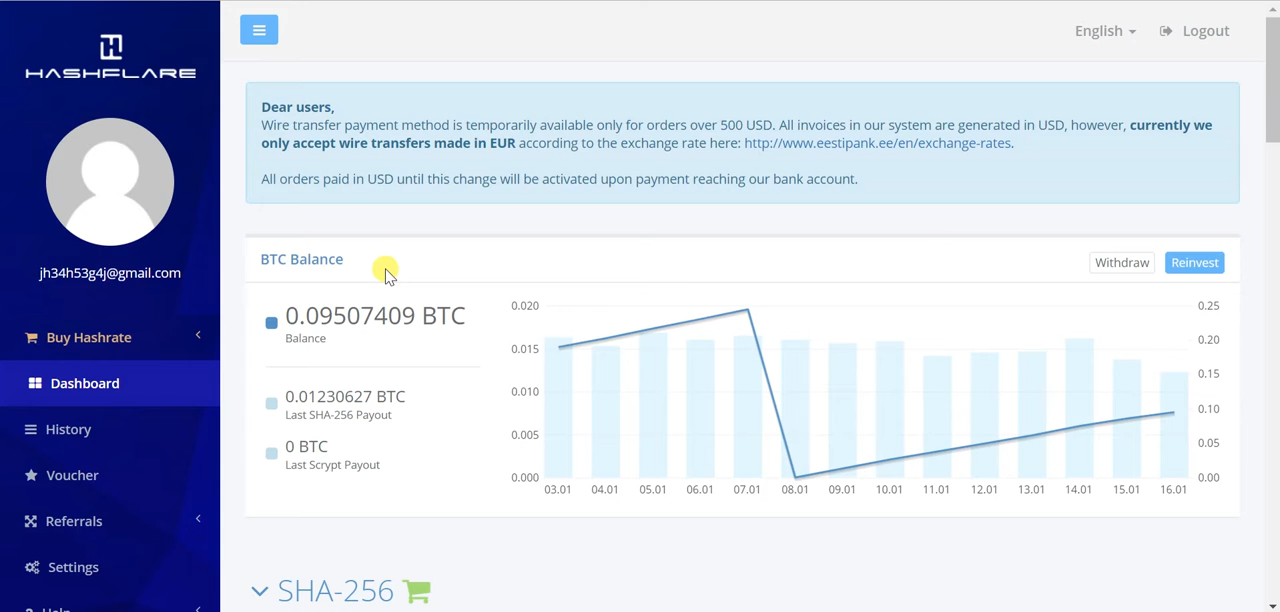 HASHFLARE
jh34h53g4j@gmail.com
Buy Hashrate
Dashboard
History
Voucher
Referrals
Settings
Help
English
Logout
Dear users,
Wire transfer payment method is temporarily available only for orders over 500 USD. All invoices in our system are generated in USD, however, currently we
only accept wire transfers made in EUR according to the exchange rate here: http://www.eestipank.ee/en/exchange-rates.
All orders paid in USD until this change will be activated upon payment reaching our bank account.
BTC Balance
Withdraw
Reinvest
0.09507409 BTC
Balance
0.01230627 BTC
Last SHA-256 Payout
0 BTC
Last Scrypt Payout
0.020
0.015
0.010
0.005
0.000
0.25
0.20
0.15
0.10
0.05
0.00
03.01 04.01 05.01 06.01 07.01 08.01 09.01 10.01 11.01 12.01 13.01 14.01 15.01 16.01
SHA-256